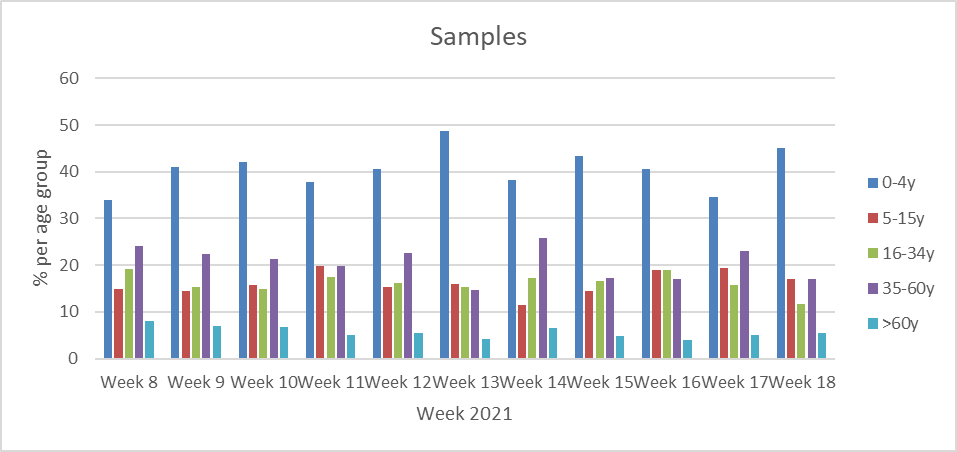 Samples
60
50
40
30
20
10
0
% per age group
Week 8 Week 9 Week 10 Week 11 Week 12 Week 13 Week 14 Week 15 Week 16 Week 17 Week 18
Week 2021
0-4y
5-15y
16-34y
35-60y
>60y